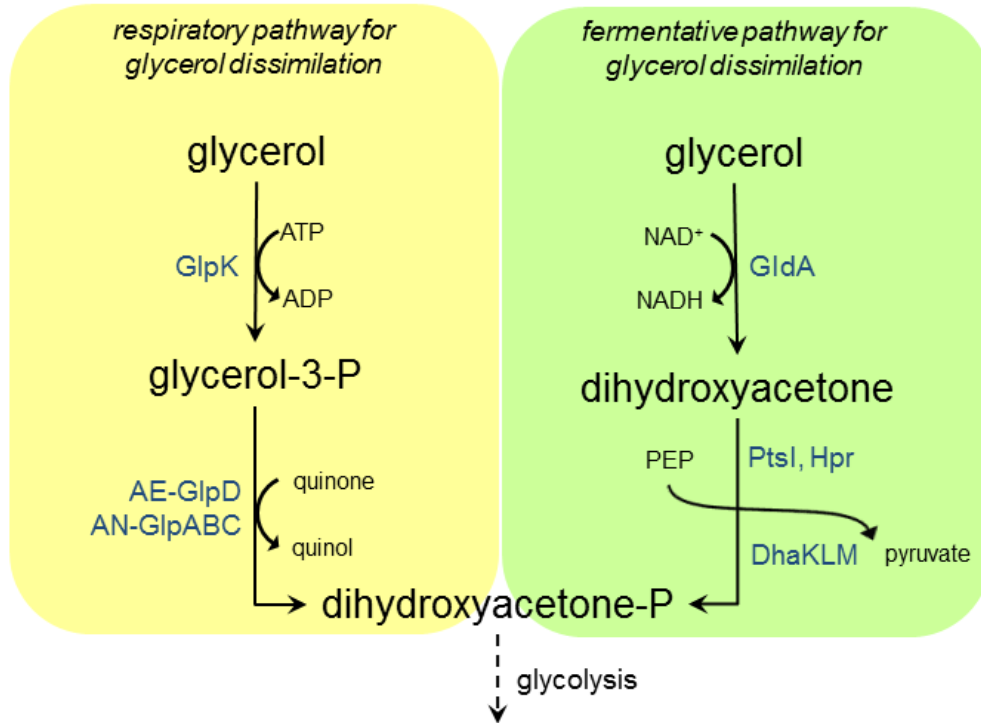 respiratory pathway for
glycerol dissimilation
glycerol
ATP
GlpK
ADP
glycerol-3-P
AE-GlpD
AN-GlpABC
quinone
quinol
fermentative pathway for
glycerol dissimilation
glycerol
NAD⁺
GldA
NADH
dihydroxyacetone
PEP
PtsI, Hpr
DhaKLM
pyruvate
dihydroxyacetone-P
glycolysis